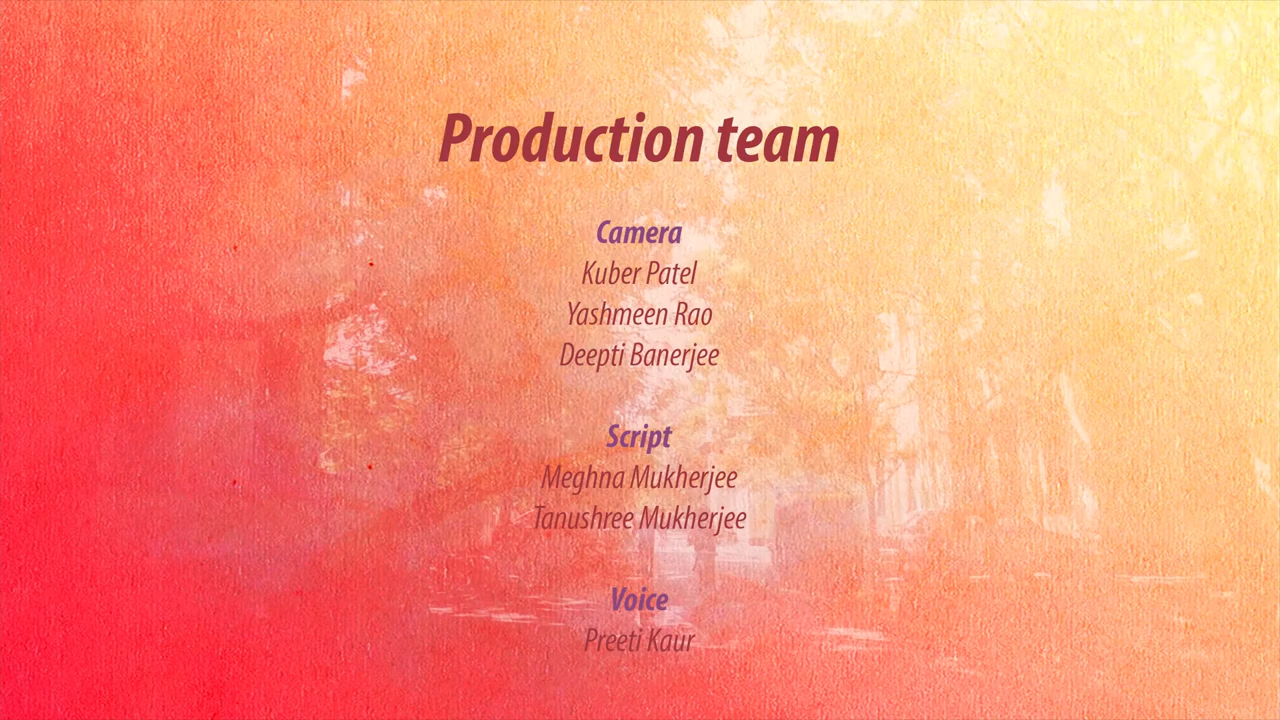 Production team
Camera
Kuber Patel
Yashmeen Rao
Deepti Banerjee
Script
Meghna Mukherjee
Tanushree Mukherjee
Voice
Preeti Kaur